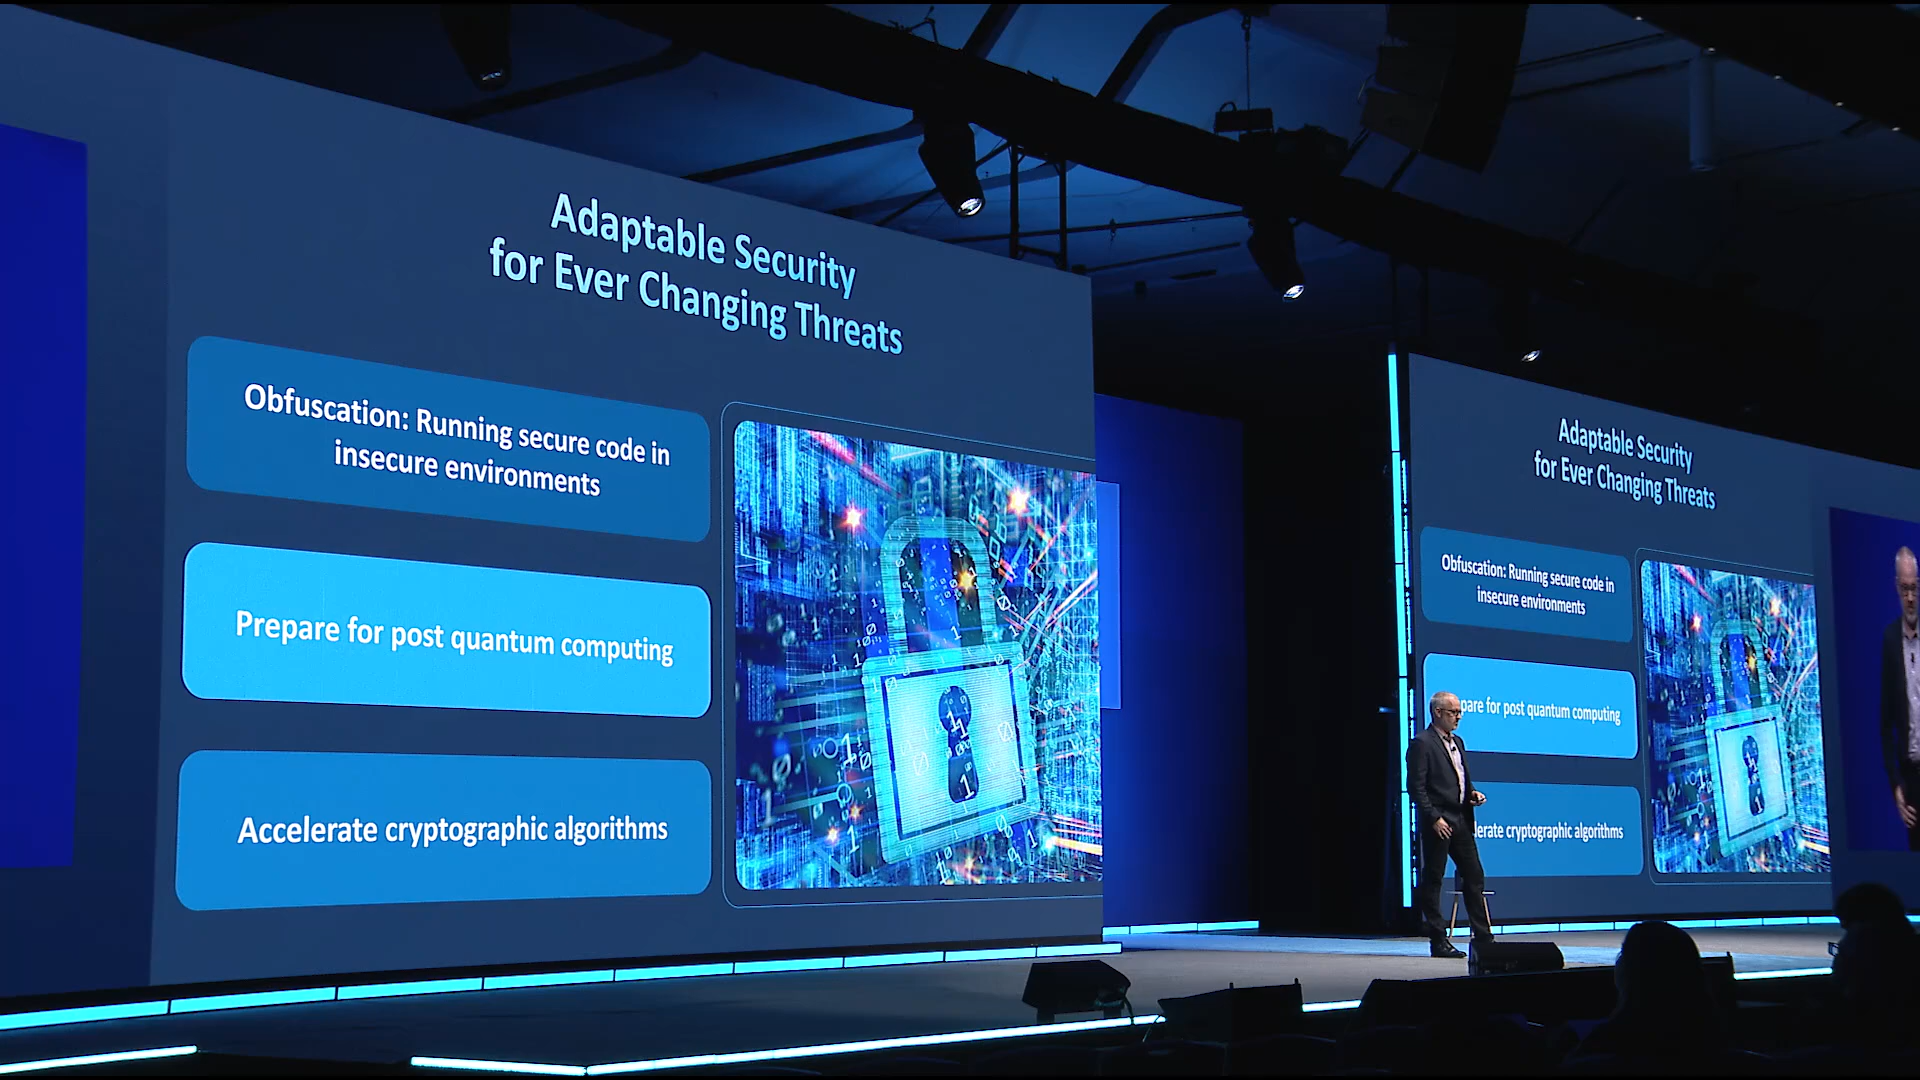 Adaptable Security
for Ever Changing Threats
Obfuscation: Running secure code in
insecure environments
Prepare for post quantum computing
Accelerate cryptographic algorithms
Adaptable Security
for Ever Changing Threats
Obfuscation: Running secure code in
insecure environments
pare for post quantum computing
erate cryptographic algorithms